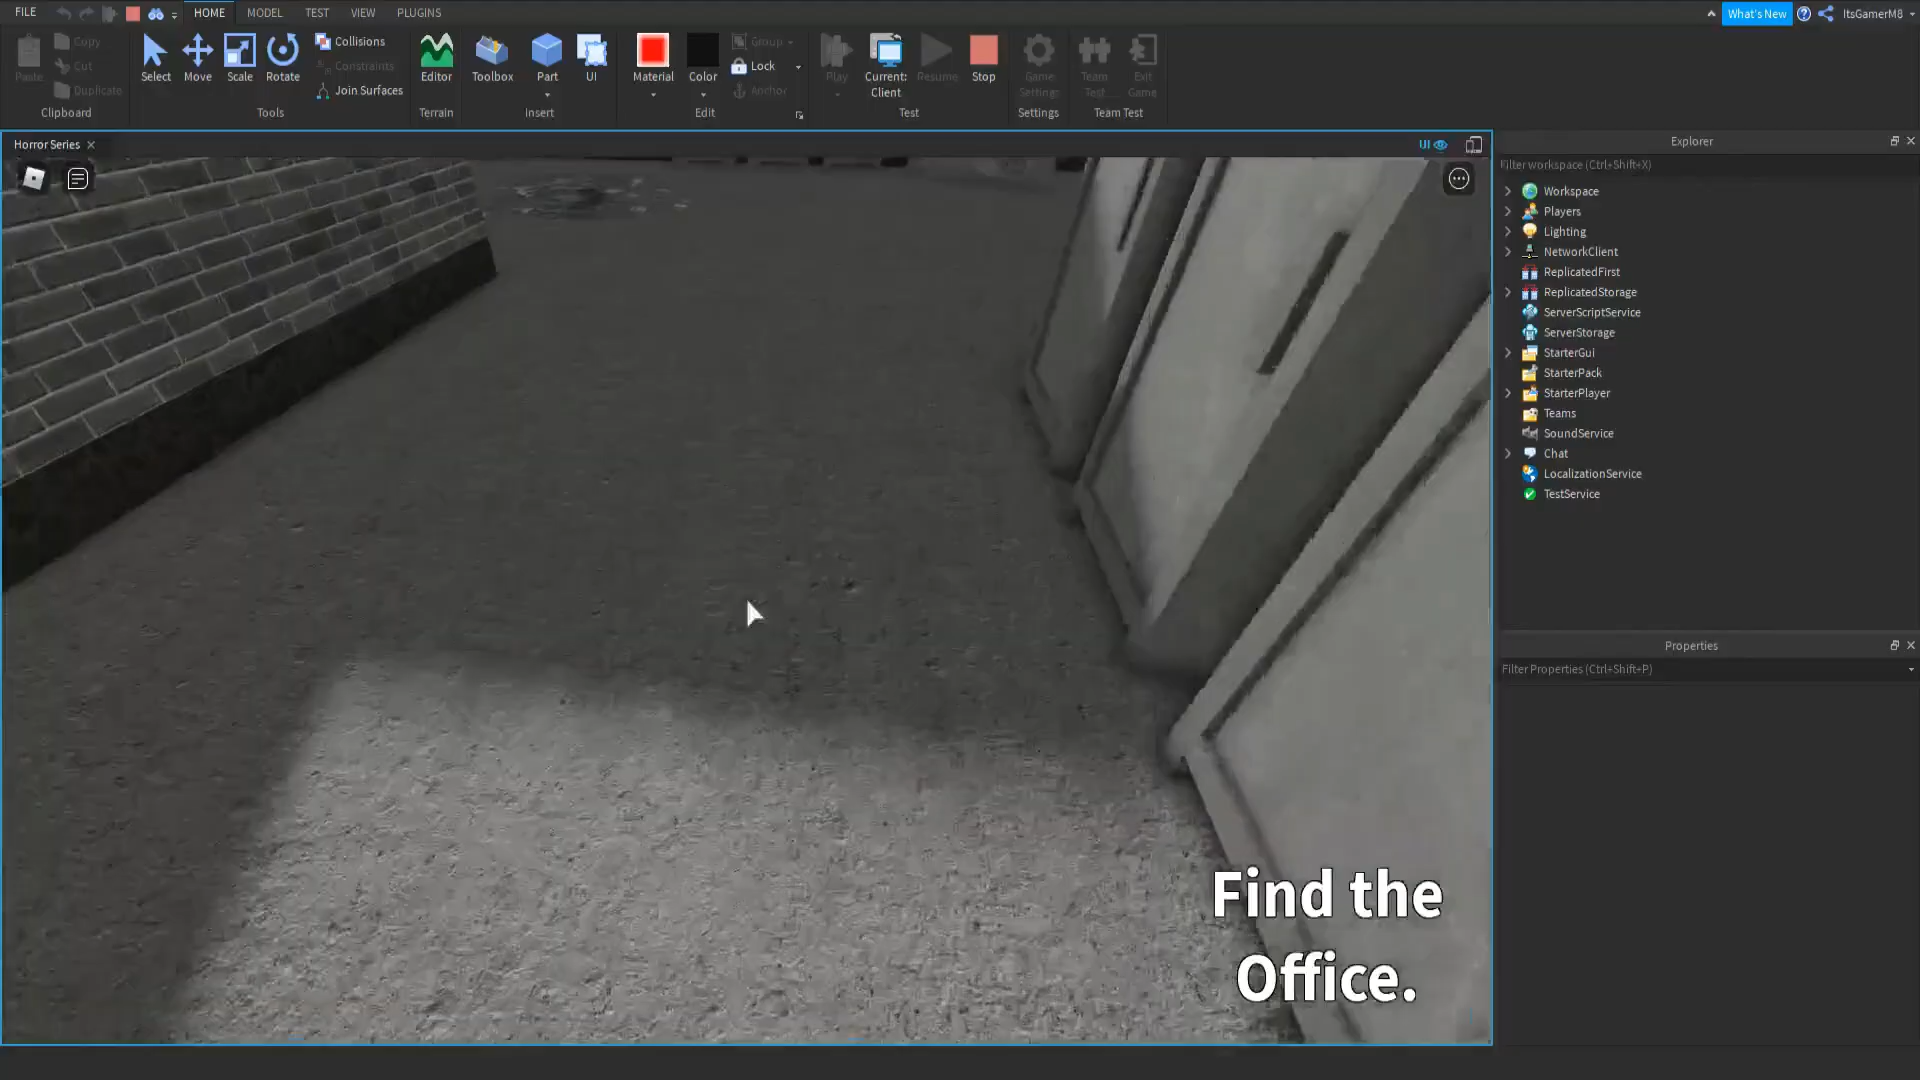 FILE
HOME
MODEL
TEST
VIEW
PLUGINS
What's New
ItsGamerM8
Paste
Copy
Cut
Duplicate
Clipboard
Select
Move
Scale
Rotate
Collisions
Constraints
Join Surfaces
Tools
Editor
Terrain
Toolbox
Part
UI
Insert
Material
Color
Group
Lock
Anchor
Edit
Play
Current:
Client
Resume
Stop
Test
Game
Settings
Settings
Team
Test
Exit
Game
Team Test
Horror Series
UI
Explorer
Filter workspace (Ctrl+Shift+X)
Workspace
Players
Lighting
NetworkClient
ReplicatedFirst
ReplicatedStorage
ServerScriptService
ServerStorage
StarterGui
StarterPack
StarterPlayer
Teams
SoundService
Chat
LocalizationService
TestService
Properties
Filter Properties (Ctrl+Shift+P)
Find the
Office.